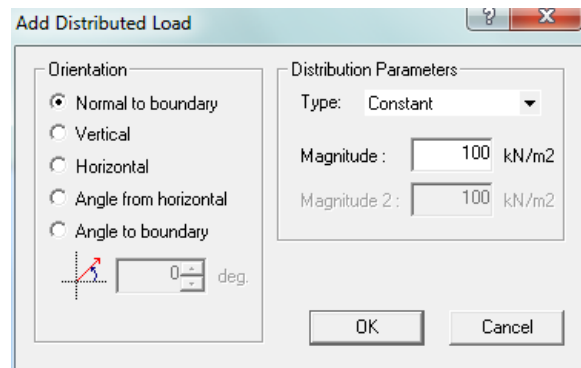 Add Distributed Load
?
X
Orientation
Normal to boundary
Vertical
Horizontal
Angle from horizontal
Angle to boundary
0 deg.
Distribution Parameters
Type: Constant
Magnitude : 100 kN/m2
Magnitude 2 : 100 kN/m2
OK Cancel